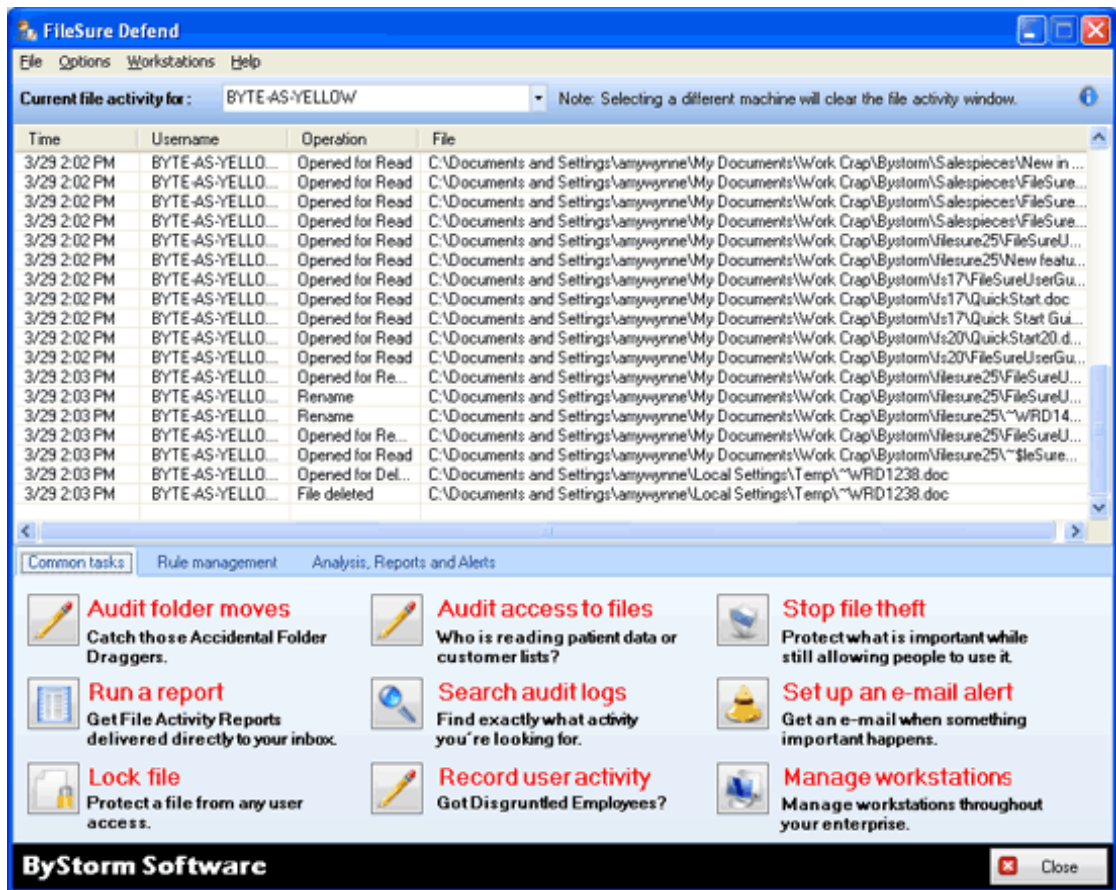 FileSure Defend
File Options Workstations Help
Current file activity for: BYTE-AS-YELLOW Note: Selecting a different machine will clear the file activity window.
Time Username Operation File
3/29 2:02 PM BYTE-AS-YELLO... Opened for Read C:\Documents and Settings\amywynne\My Documents\Work Crap\Bystorm\Salespieces\New in ...
3/29 2:02 PM BYTE-AS-YELLO... Opened for Read C:\Documents and Settings\amywynne\My Documents\Work Crap\Bystorm\Salespieces\FileSure...
3/29 2:02 PM BYTE-AS-YELLO... Opened for Read C:\Documents and Settings\amywynne\My Documents\Work Crap\Bystorm\Salespieces\FileSure...
3/29 2:02 PM BYTE-AS-YELLO... Opened for Read C:\Documents and Settings\amywynne\My Documents\Work Crap\Bystorm\Salespieces\FileSure...
3/29 2:02 PM BYTE-AS-YELLO... Opened for Read C:\Documents and Settings\amywynne\My Documents\Work Crap\Bystorm\filesure25\FileSureU...
3/29 2:02 PM BYTE-AS-YELLO... Opened for Read C:\Documents and Settings\amywynne\My Documents\Work Crap\Bystorm\filesure25\New featu...
3/29 2:02 PM BYTE-AS-YELLO... Opened for Read C:\Documents and Settings\amywynne\My Documents\Work Crap\Bystorm\fs17\FileSureUserGu...
3/29 2:02 PM BYTE-AS-YELLO... Opened for Read C:\Documents and Settings\amywynne\My Documents\Work Crap\Bystorm\fs17\QuickStart.doc
3/29 2:02 PM BYTE-AS-YELLO... Opened for Read C:\Documents and Settings\amywynne\My Documents\Work Crap\Bystorm\fs17\Quick Start Gui...
3/29 2:02 PM BYTE-AS-YELLO... Opened for Read C:\Documents and Settings\amywynne\My Documents\Work Crap\Bystorm\fs20\QuickStart20.d...
3/29 2:02 PM BYTE-AS-YELLO... Opened for Read C:\Documents and Settings\amywynne\My Documents\Work Crap\Bystorm\fs20\FileSureUserGu...
3/29 2:03 PM BYTE-AS-YELLO... Opened for Re... C:\Documents and Settings\amywynne\My Documents\Work Crap\Bystorm\filesure25\FileSureU...
3/29 2:03 PM BYTE-AS-YELLO... Rename C:\Documents and Settings\amywynne\My Documents\Work Crap\Bystorm\filesure25\FileSureU...
3/29 2:03 PM BYTE-AS-YELLO... Rename C:\Documents and Settings\amywynne\My Documents\Work Crap\Bystorm\filesure25\~WRD14...
3/29 2:03 PM BYTE-AS-YELLO... Opened for Re... C:\Documents and Settings\amywynne\My Documents\Work Crap\Bystorm\filesure25\FileSureU...
3/29 2:03 PM BYTE-AS-YELLO... Opened for Read C:\Documents and Settings\amywynne\My Documents\Work Crap\Bystorm\filesure25\~$leSure...
3/29 2:03 PM BYTE-AS-YELLO... Opened for Del... C:\Documents and Settings\amywynne\Local Settings\Temp\~WRD1238.doc
3/29 2:03 PM BYTE-AS-YELLO... File deleted C:\Documents and Settings\amywynne\Local Settings\Temp\~WRD1238.doc
Common tasks Rule management Analysis, Reports and Alerts
Audit folder moves
Catch those Accidental Folder
Draggers.
Audit access to files
Who is reading patient data or
customer lists?
Stop file theft
Protect what is important while
still allowing people to use it.
Run a report
Get File Activity Reports
delivered directly to your inbox.
Search audit logs
Find exactly what activity
you're looking for.
Set up an e-mail alert
Get an e-mail when something
important happens.
Lock file
Protect a file from any user
access.
Record user activity
Got Disgruntled Employees?
Manage workstations
Manage workstations throughout
your enterprise.
ByStorm Software Close